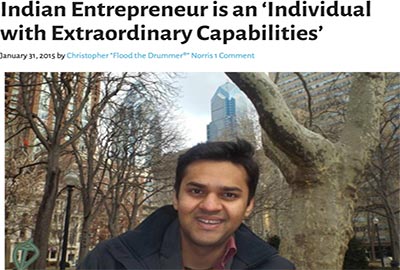 Indian Entrepreneur is an ‘Individual
with Extraordinary Capabilities’
January 31, 2015 by Christopher "Flood the Drummer®" Norris 1 Comment